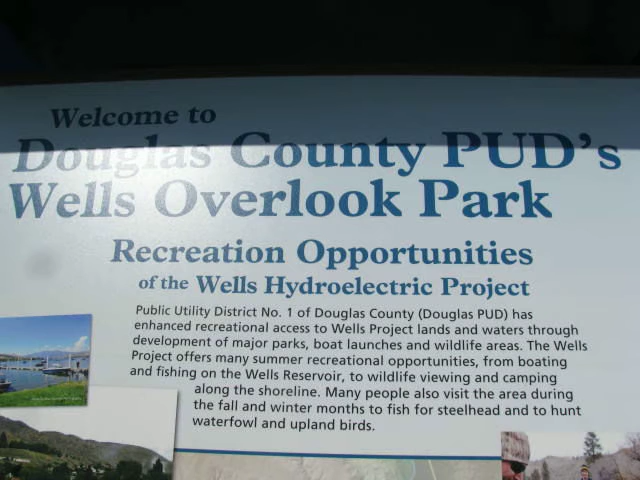 Welcome to
Douglas County PUD's
Wells Overlook Park
Recreation Opportunities
of the Wells Hydroelectric Project
Public Utility District No. 1 of Douglas County (Douglas PUD) has
enhanced recreational access to Wells Project lands and waters through
development of major parks, boat launches and wildlife areas. The Wells
Project offers many summer recreational opportunities, from boating
and fishing on the Wells Reservoir, to wildlife viewing and camping
along the shoreline. Many people also visit the area during
the fall and winter months to fish for steelhead and to hunt
waterfowl and upland birds.